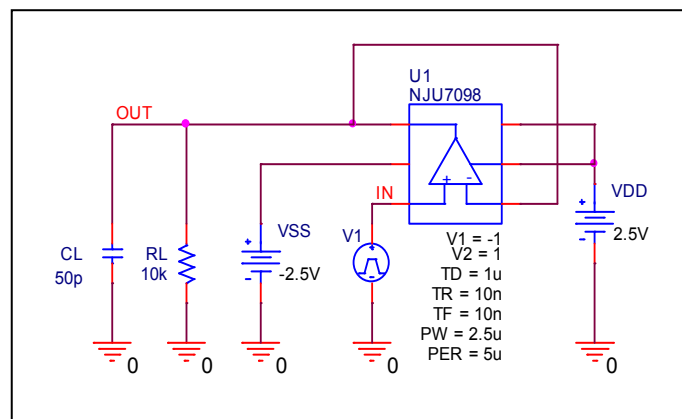 U1
NJU7098
OUT
+ -
IN
VDD
+
-
2.5V
VSS
+
-
-2.5V
V1
+
-
CL
50p
RL
10k
V1 = -1
V2 = 1
TD = 1u
TR = 10n
TF = 10n
PW = 2.5u
PER = 5u
0
0
0
0
0